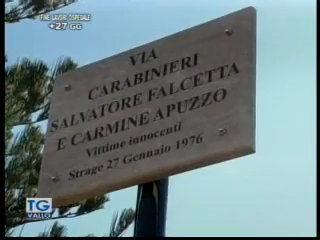 FINE LAVORI OSPEDALE
+27 GG
VIA
CARABINIERI
SALVATORE FALCETTA
E CARMINE APUZZO
Vittime innocenti
Strage 27 Gennaio 1976
TG
VALLO